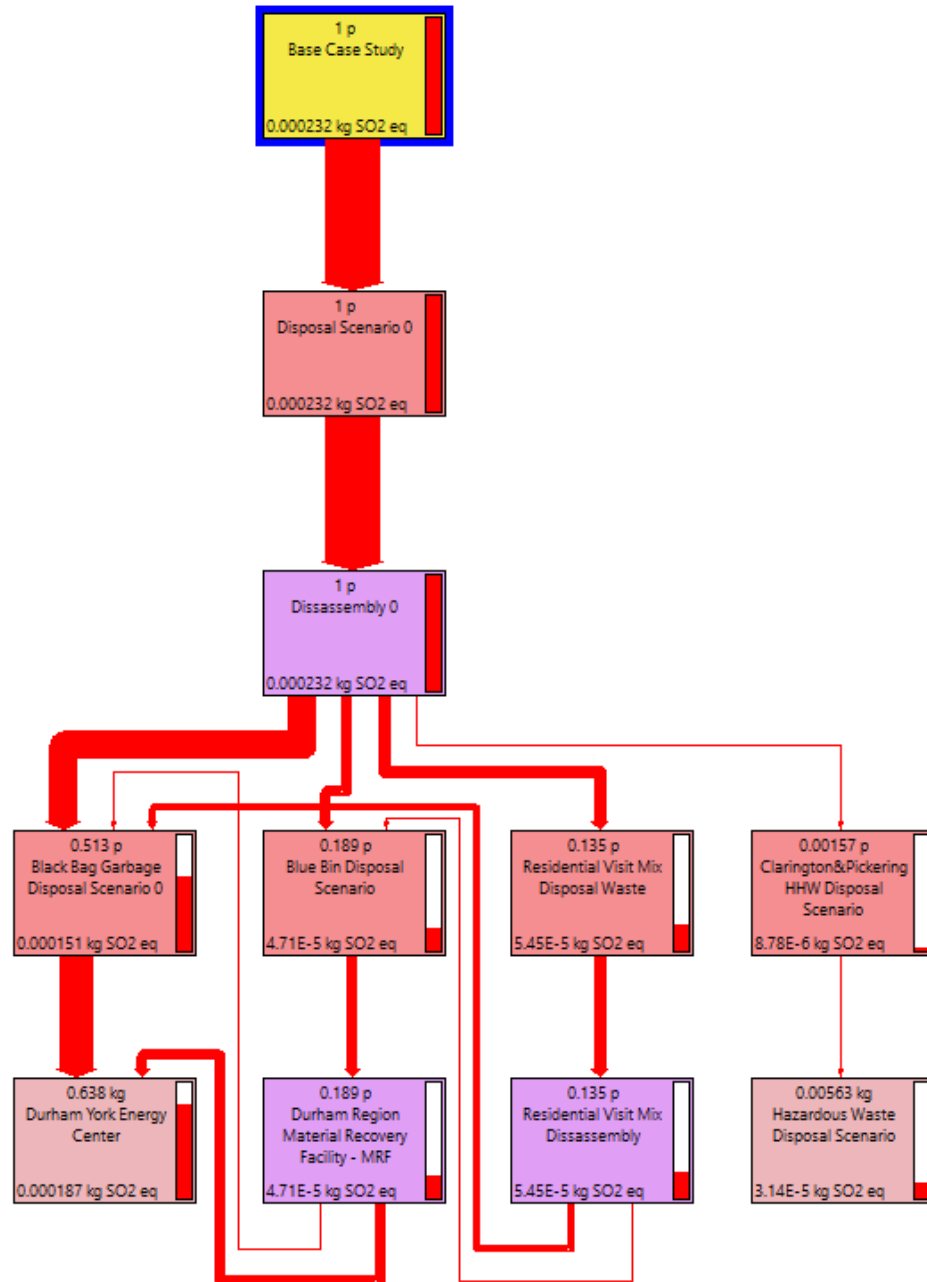 1 p
Base Case Study
0.000232 kg SO2 eq
1 p
Disposal Scenario 0
0.000232 kg SO2 eq
1 p
Dissassembly 0
0.000232 kg SO2 eq
0.513 p
Black Bag Garbage
Disposal Scenario 0
0.000151 kg SO2 eq
0.189 p
Blue Bin Disposal
Scenario
4.71E-5 kg SO2 eq
0.135 p
Residential Visit Mix
Disposal Waste
5.45E-5 kg SO2 eq
0.00157 p
Clarington&Pickering
HHW Disposal
Scenario
8.78E-6 kg SO2 eq
0.638 kg
Durham York Energy
Center
0.000187 kg SO2 eq
0.189 p
Durham Region
Material Recovery
Facility - MRF
4.71E-5 kg SO2 eq
0.135 p
Residential Visit Mix
Dissassembly
5.45E-5 kg SO2 eq
0.00563 kg
Hazardous Waste
Disposal Scenario
3.14E-5 kg SO2 eq